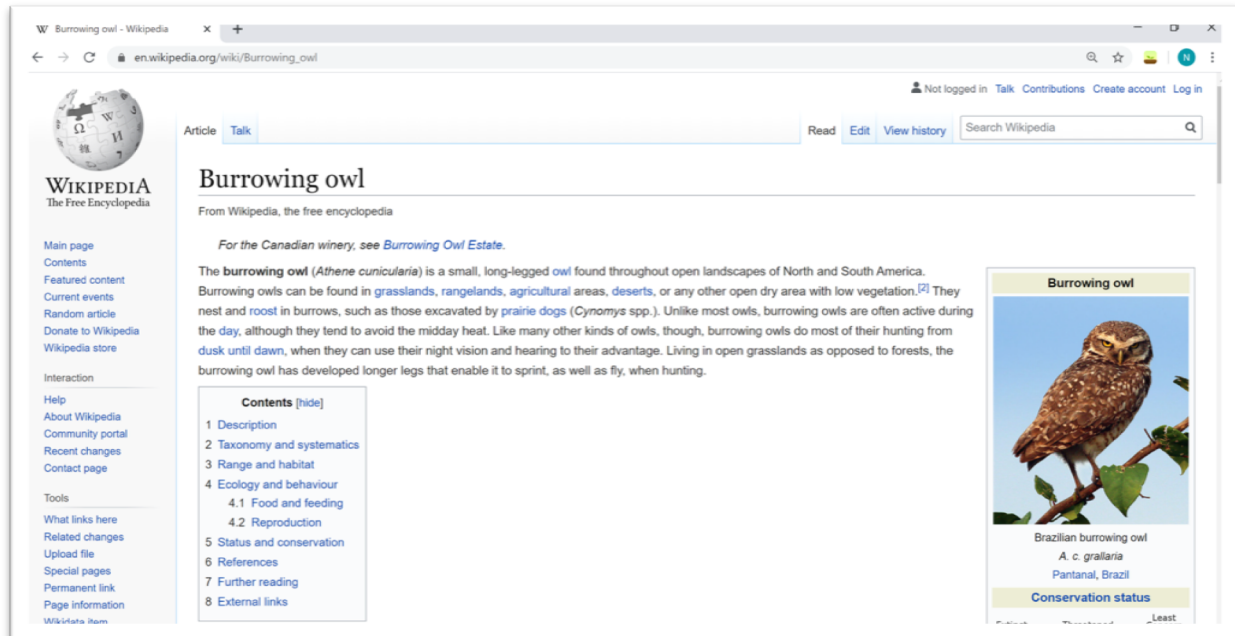 Burrowing owl - Wikipedia
en.wikipedia.org/wiki/Burrowing_owl
N
Not logged in Talk Contributions Create account Log in
Article Talk
Read Edit View history Search Wikipedia
WIKIPEDIA
The Free Encyclopedia
Main page
Contents
Featured content
Current events
Random article
Donate to Wikipedia
Wikipedia store
Interaction
Help
About Wikipedia
Community portal
Recent changes
Contact page
Tools
What links here
Related changes
Upload file
Special pages
Permanent link
Page information
Wikidata item
Burrowing owl
From Wikipedia, the free encyclopedia
For the Canadian winery, see Burrowing Owl Estate.
The burrowing owl (Athene cunicularia) is a small, long-legged owl found throughout open landscapes of North and South America.
Burrowing owls can be found in grasslands, rangelands, agricultural areas, deserts, or any other open dry area with low vegetation.[2] They
nest and roost in burrows, such as those excavated by prairie dogs (Cynomys spp.). Unlike most owls, burrowing owls are often active during
the day, although they tend to avoid the midday heat. Like many other kinds of owls, though, burrowing owls do most of their hunting from
dusk until dawn, when they can use their night vision and hearing to their advantage. Living in open grasslands as opposed to forests, the
burrowing owl has developed longer legs that enable it to sprint, as well as fly, when hunting.
Contents [hide]
1 Description
2 Taxonomy and systematics
3 Range and habitat
4 Ecology and behaviour
4.1 Food and feeding
4.2 Reproduction
5 Status and conservation
6 References
7 Further reading
8 External links
Burrowing owl
Brazilian burrowing owl
A. c. grallaria
Pantanal, Brazil
Conservation status
Extinct Threatened Least